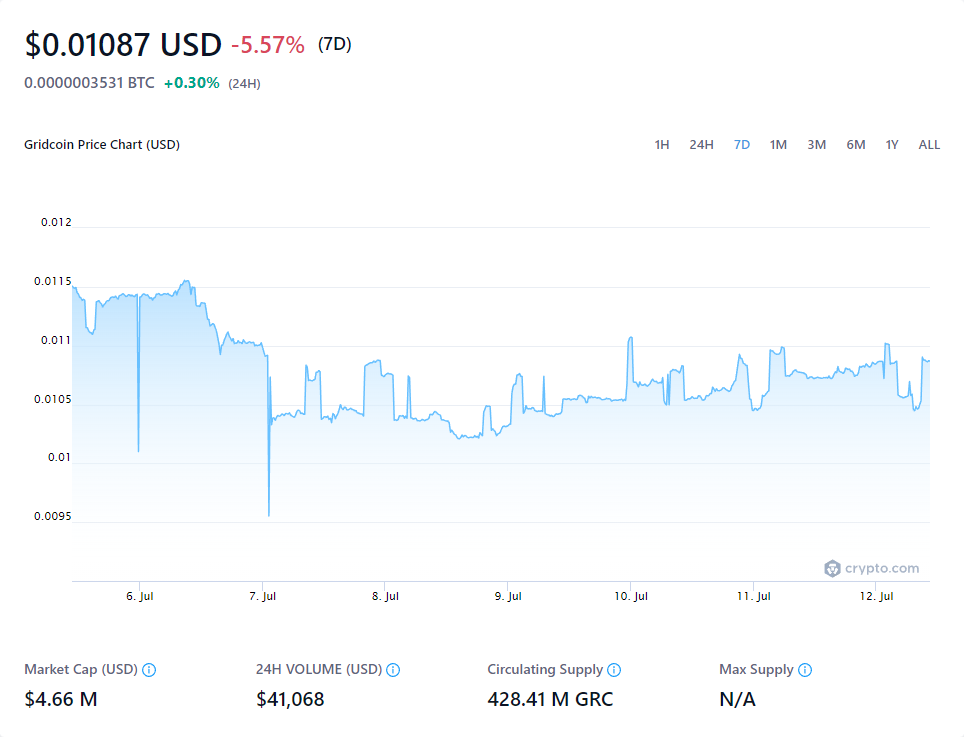 $0.01087 USD -5.57% (7D)
0.0000003531 BTC +0.30% (24H)
Gridcoin Price Chart (USD) 1H 24H 7D 1M 3M 6M 1Y ALL
0.012
0.0115
0.011
0.0105
0.01
0.0095
crypto.com
6. Jul 7. Jul 8. Jul 9. Jul 10. Jul 11. Jul 12. Jul
Market Cap (USD) 24H VOLUME (USD) Circulating Supply Max Supply
$4.66 M $41,068 428.41 M GRC N/A